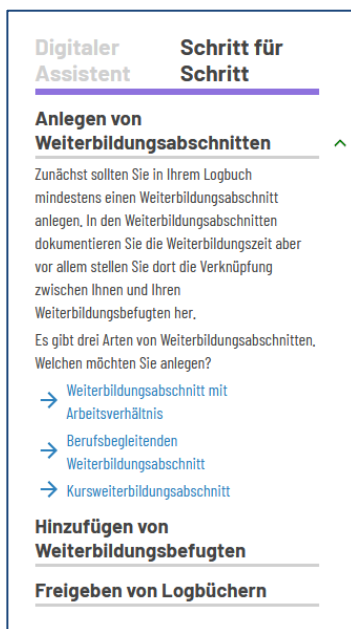 Digitaler Assistent
Schritt für Schritt
Anlegen von
Weiterbildungsabschnitten
Zunächst sollten Sie in Ihrem Logbuch
mindestens einen Weiterbildungsabschnitt
anlegen. In den Weiterbildungsabschnitten
dokumentieren Sie die Weiterbildungszeit aber
vor allem stellen Sie dort die Verknüpfung
zwischen Ihnen und Ihren
Weiterbildungsbefugten her.
Es gibt drei Arten von Weiterbildungsabschnitten.
Welchen möchten Sie anlegen?
Weiterbildungsabschnitt mit
Arbeitsverhältnis
Berufsbegleitenden
Weiterbildungsabschnitt
Kursweiterbildungsabschnitt
Hinzufügen von
Weiterbildungsbefugten
Freigeben von Logbüchern